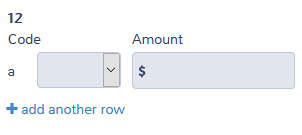 12
Code Amount
a $
+ add another row